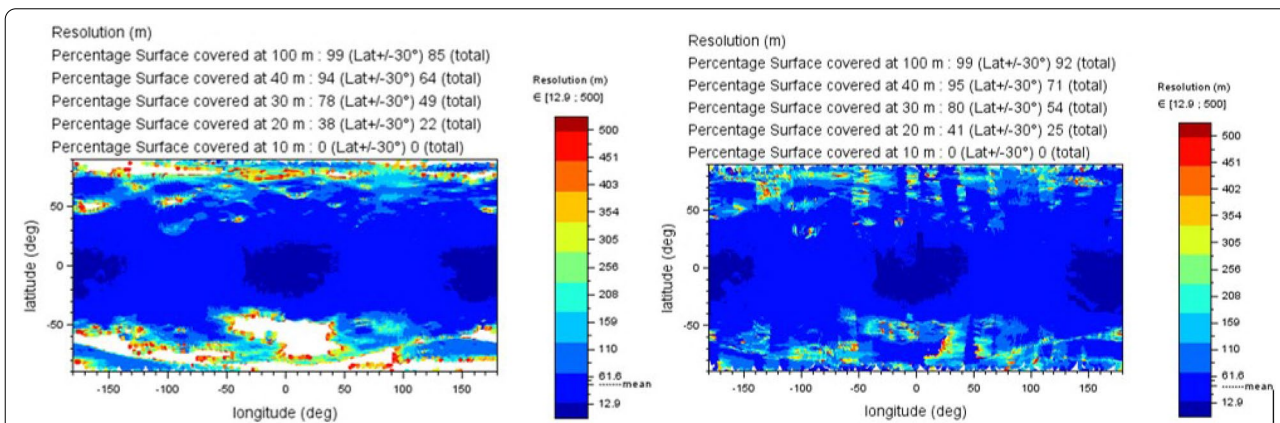 Resolution (m)
Percentage Surface covered at 100 m : 99 (Lat+/-30°) 85 (total)
Percentage Surface covered at 40 m : 94 (Lat+/-30°) 64 (total)
Percentage Surface covered at 30 m : 78 (Lat+/-30°) 49 (total)
Percentage Surface covered at 20 m : 38 (Lat+/-30°) 22 (total)
Percentage Surface covered at 10 m : 0 (Lat+/-30°) 0 (total)
latitude (deg)
50
0
-50
-150 -100 -50 0 50 100 150
longitude (deg)
Resolution (m)
∈ [12.9 ; 500]
500
451
403
354
305
256
208
159
110
61.6
......mean
12.9
Resolution (m)
Percentage Surface covered at 100 m : 99 (Lat+/-30°) 92 (total)
Percentage Surface covered at 40 m : 95 (Lat+/-30°) 71 (total)
Percentage Surface covered at 30 m : 80 (Lat+/-30°) 54 (total)
Percentage Surface covered at 20 m : 41 (Lat+/-30°) 25 (total)
Percentage Surface covered at 10 m : 0 (Lat+/-30°) 0 (total)
latitude (deg)
50
0
-50
-150 -100 -50 0 50 100 150
longitude (deg)
Resolution (m)
∈ [12.9 ; 500]
500
451
402
354
305
256
208
159
110
61.6
......mean
12.9